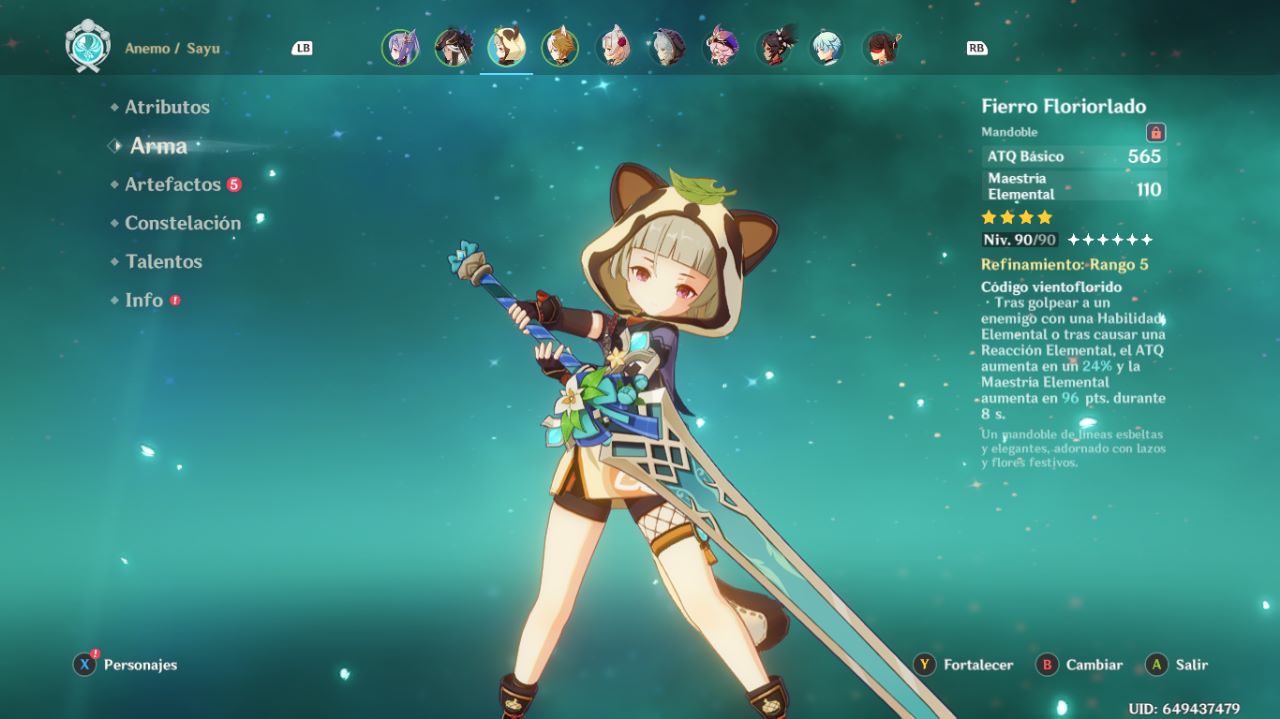 Anemo / Sayu
LB
RB
Atributos
Arma
Artefactos 5
Constelación
Talentos
Info !
Fierro Floriorlado
Mandoble
ATQ Básico 565
Maestría
Elemental 110
Niv. 90/90
Refinamiento: Rango 5
Código vientoflorido
· Tras golpear a un
enemigo con una Habilidad
Elemental o tras causar una
Reacción Elemental, el ATQ
aumenta en un 24% y la
Maestría Elemental
aumenta en 96 pts. durante
8 s.
Un mandoble de líneas esbeltas
y elegantes, adornado con lazos
y flores festivos.
X ! Personajes
Y Fortalecer B Cambiar A Salir
UID: 649437479